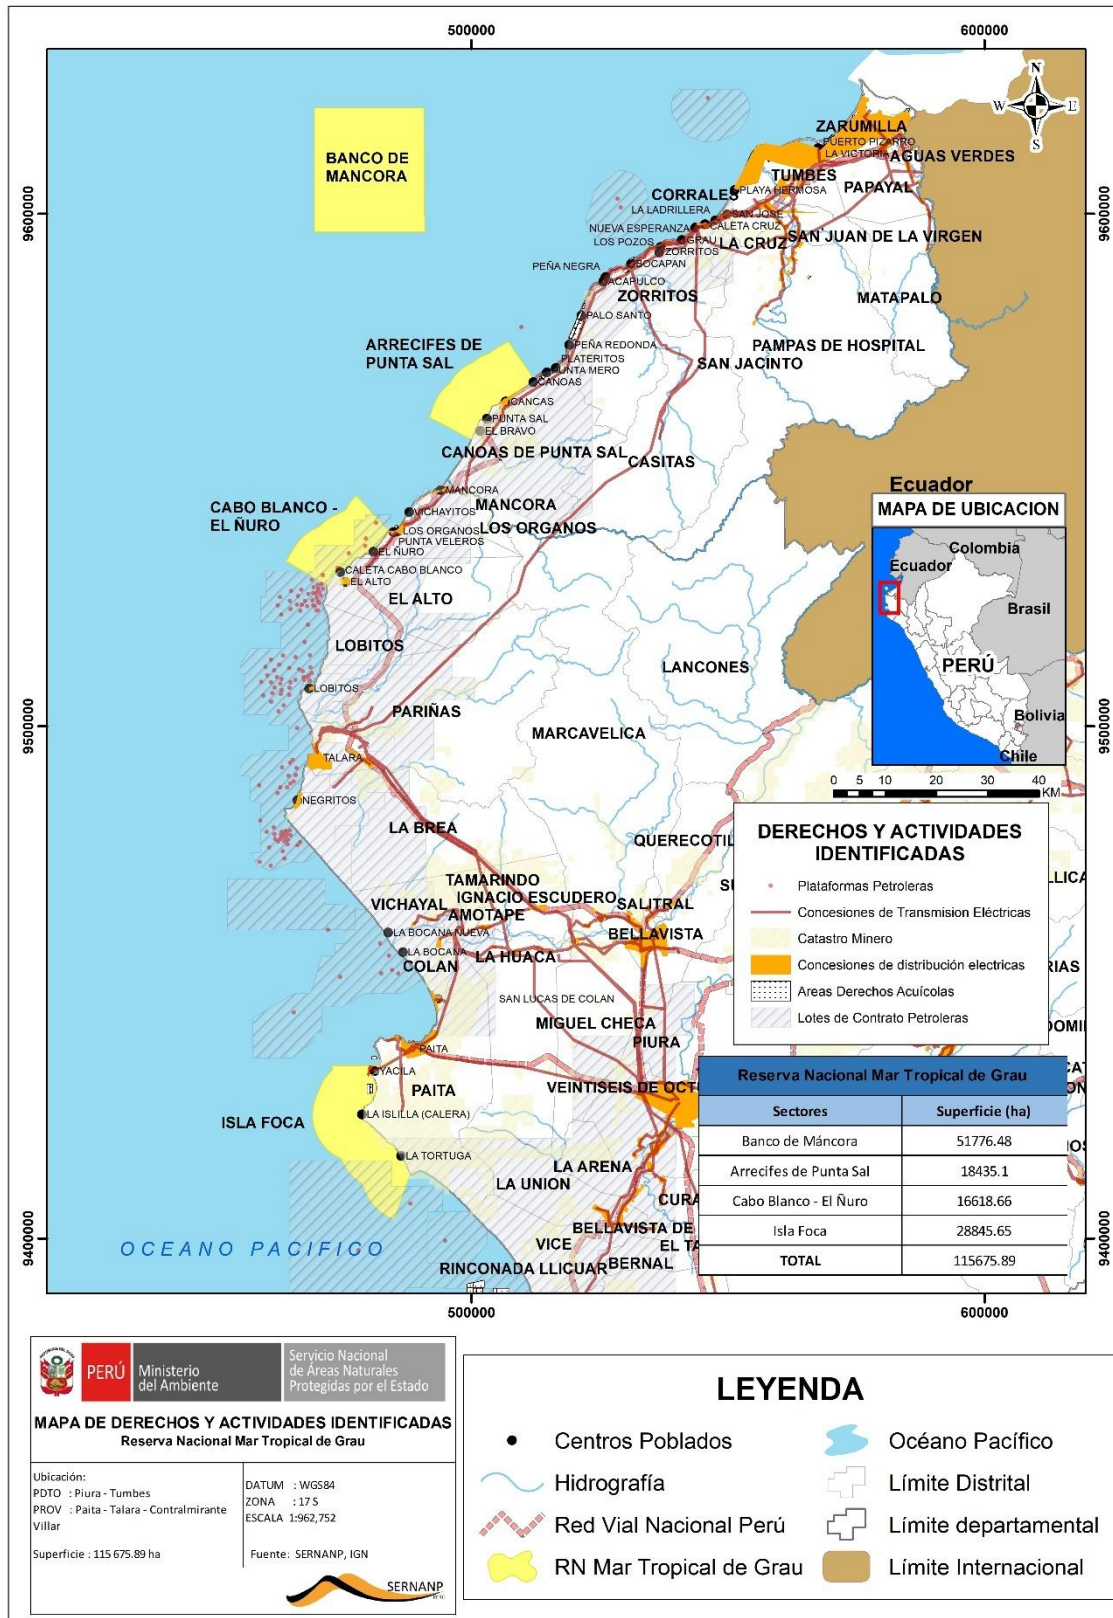 500000
600000
N
W
E
S
ZARUMILLA
PUERTO PIZARRO
LA VICTORIA
AGUAS VERDES
BANCO DE
MANCORA
TUMBES
PAPAYAL
CORRALES
PLAYA HERMOSA
9600000
9600000
LA LADRILLERA
SAN JOSE
NUEVA ESPERANZA
CALETA CRUZ
LOS POZOS
GRAU
LA CRUZ
SAN JUAN DE LA VIRGEN
ZORRITOS
PEÑA NEGRA
BOCAPAN
ACAPULCO
ZORRITOS
MATAPALO
PALO SANTO
ARRECIFES DE
PUNTA SAL
PEÑA REDONDA
PAMPAS DE HOSPITAL
PLATERITOS
SAN JACINTO
PUNTA MERO
CANOAS
CANCAS
PUNTA SAL
EL BRAVO
CANOAS DE PUNTA SAL
CASITAS
Ecuador
MANCORA
CABO BLANCO -
EL ÑURO
MANCORA
VICHAYITOS
LOS ORGANOS
LOS ORGANOS
PUNTA VELEROS
EL ÑURO
CALETA CABO BLANCO
EL ALTO
EL ALTO
LOBITOS
LANCONES
LOBITOS
PARIÑAS
MARCAVELICA
9500000
9500000
TALARA
NEGRITOS
LA BREA
QUERECOTIL
TAMARINDO
IGNACIO ESCUDERO
VICHAYAL
AMOTAPE
SALITRAL
LA BOCANA NUEVA
BELLAVISTA
LA BOCANA
COLAN
LA HUACA
SAN LUCAS DE COLAN
MIGUEL CHECA
PIURA
PAITA
YACILA
PAITA
VEINTISEIS DE OCTU
ISLA FOCA
LA ISLILLA (CALERA)
LA TORTUGA
LA ARENA
LA UNION
CURA
BELLAVISTA DE
OCEANO PACIFICO
VICE
EL TA
9400000
9400000
RINCONADA LLICUAR
BERNAL
500000
600000
MAPA DE UBICACION
Colombia
Ecuador
Brasil
PERÚ
Bolivia
Chile
0 5 10 20 30 40
KM
DERECHOS Y ACTIVIDADES
IDENTIFICADAS
Plataformas Petroleras
Concesiones de Transmision Eléctricas
Catastro Minero
Concesiones de distribución electricas
Areas Derechos Acuícolas
Lotes de Contrato Petroleras
Reserva Nacional Mar Tropical de Grau
Sectores Superficie (ha)
Banco de Máncora 51776.48
Arrecifes de Punta Sal 18435.1
Cabo Blanco - El Ñuro 16618.66
Isla Foca 28845.65
TOTAL 115675.89
PERÚ
Ministerio
del Ambiente
Servicio Nacional
de Áreas Naturales
Protegidas por el Estado
MAPA DE DERECHOS Y ACTIVIDADES IDENTIFICADAS
Reserva Nacional Mar Tropical de Grau
Ubicación:
PDTO : Piura - Tumbes
PROV : Paita - Talara - Contralmirante
Villar
Superficie : 115 675.89 ha
DATUM : WGS84
ZONA : 17 S
ESCALA 1:962,752
Fuente: SERNANP, IGN
SERNANP
LEYENDA
Centros Poblados
Hidrografía
Red Vial Nacional Perú
RN Mar Tropical de Grau
Océano Pacífico
Límite Distrital
Límite departamental
Límite Internacional